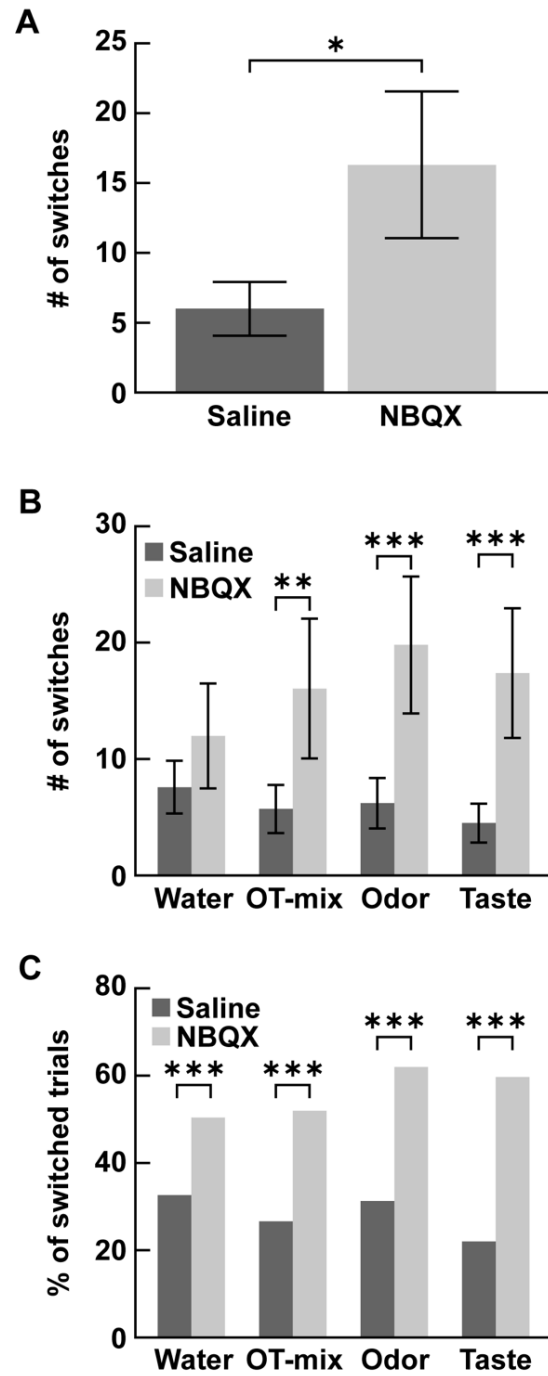 A
25
20
15
10
5
0
# of switches
*
Saline NBQX
B
30
20
10
0
# of switches
Saline
NBQX
** *** ***
Water OT-mix Odor Taste
C
80
60
40
20
0
% of switched trials
Saline
NBQX
*** *** *** ***
Water OT-mix Odor Taste